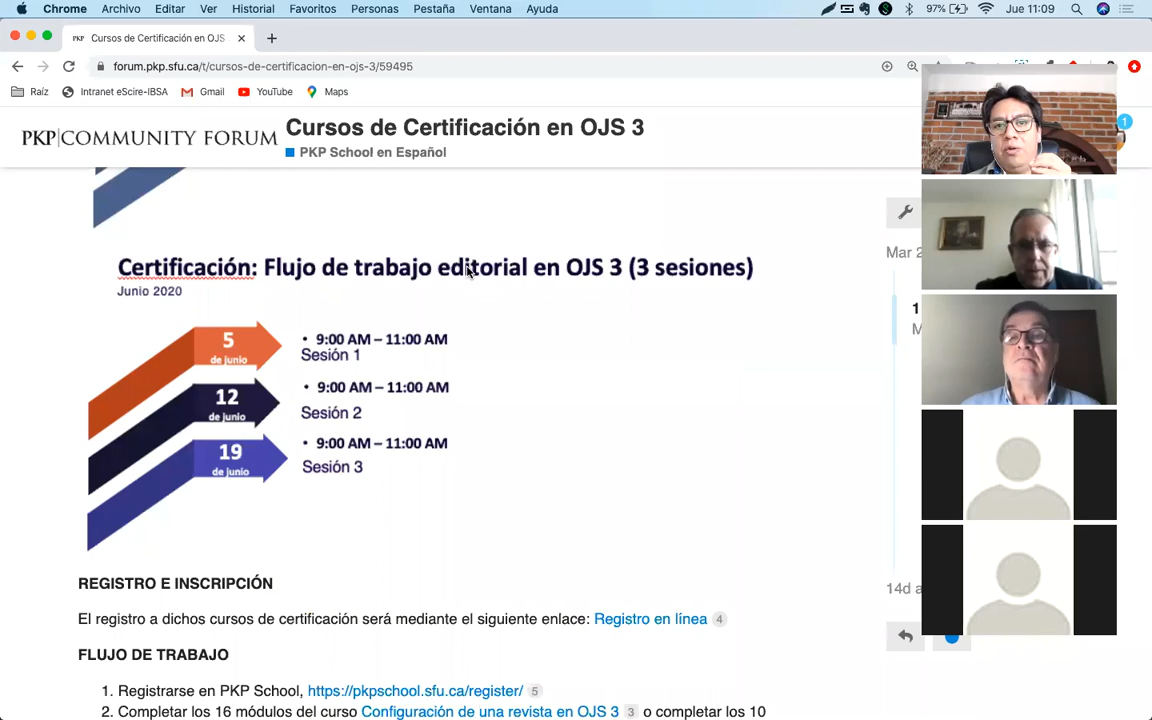 Chrome Archivo Editar Ver Historial Favoritos Personas Pestaña Ventana Ayuda 97% Jue 11:09
PKP Cursos de Certificación en OJS
forum.pkp.sfu.ca/t/cursos-de-certificacion-en-ojs-3/59495
Raíz Intranet eScire-IBSA Gmail YouTube Maps
PKP|COMMUNITY FORUM
Cursos de Certificación en OJS 3
PKP School en Español
1
Mar 2
Certificación: Flujo de trabajo editorial en OJS 3 (3 sesiones)
Junio 2020
1
M
5
de junio
• 9:00 AM – 11:00 AM
Sesión 1
12
de junio
• 9:00 AM – 11:00 AM
Sesión 2
19
de junio
• 9:00 AM – 11:00 AM
Sesión 3
REGISTRO E INSCRIPCIÓN
14d a
El registro a dichos cursos de certificación será mediante el siguiente enlace: Registro en línea 4
FLUJO DE TRABAJO
1. Registrarse en PKP School, https://pkpschool.sfu.ca/register/ 5
2. Completar los 16 módulos del curso Configuración de una revista en OJS 3 3 o completar los 10